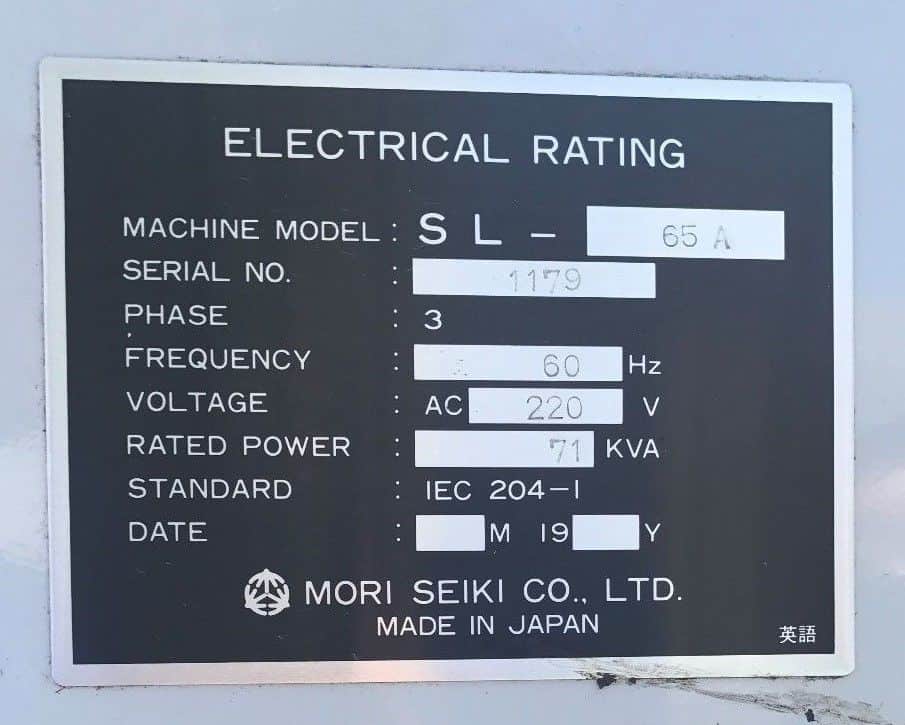 ELECTRICAL RATING
MACHINE MODEL : SL- 65 A
SERIAL NO. : 1179
PHASE : 3
FREQUENCY : 60 Hz
VOLTAGE : AC 220 V
RATED POWER : 71 KVA
STANDARD : IEC 204-1
DATE : M 19 Y
MORI SEIKI CO., LTD.
MADE IN JAPAN
英語